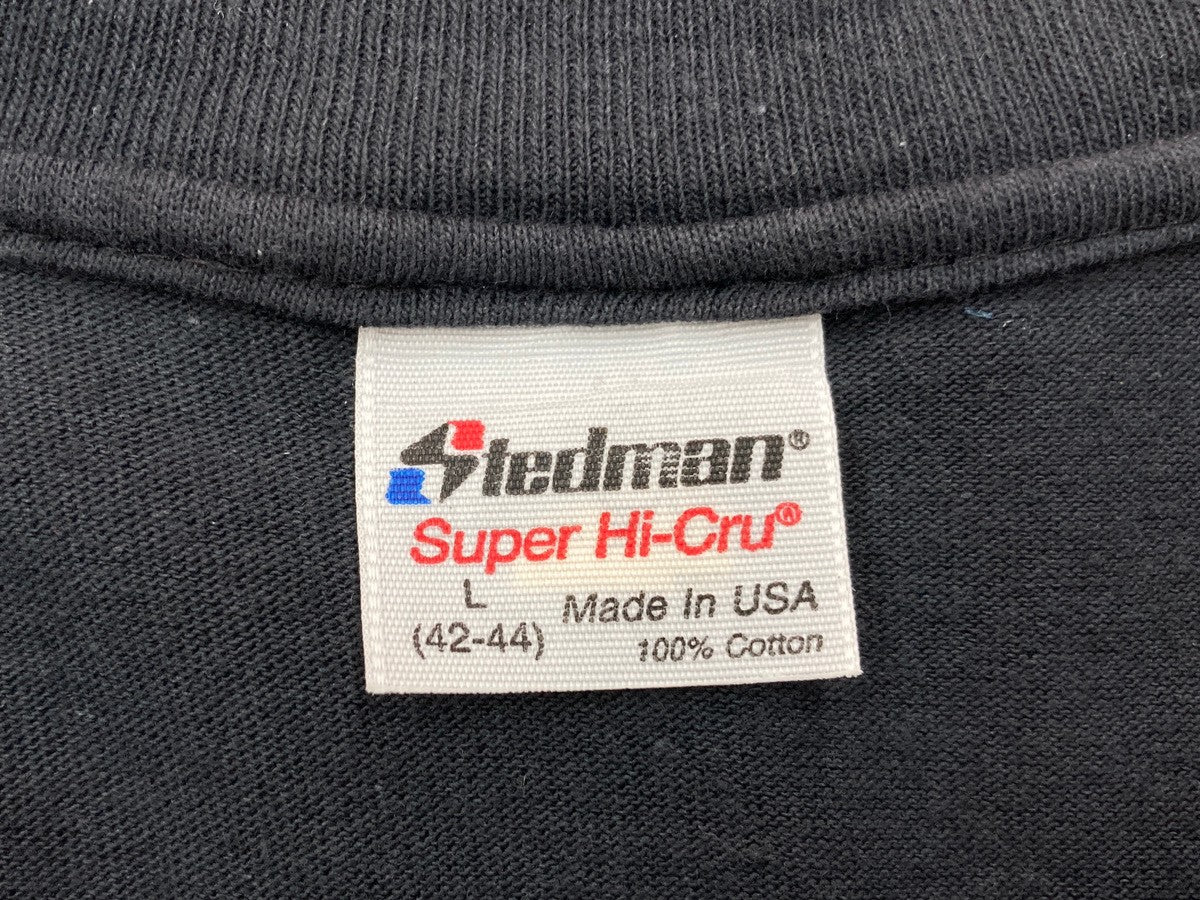 Stedman®
Super Hi-Cru®
L
(42-44)
Made In USA
100% Cotton